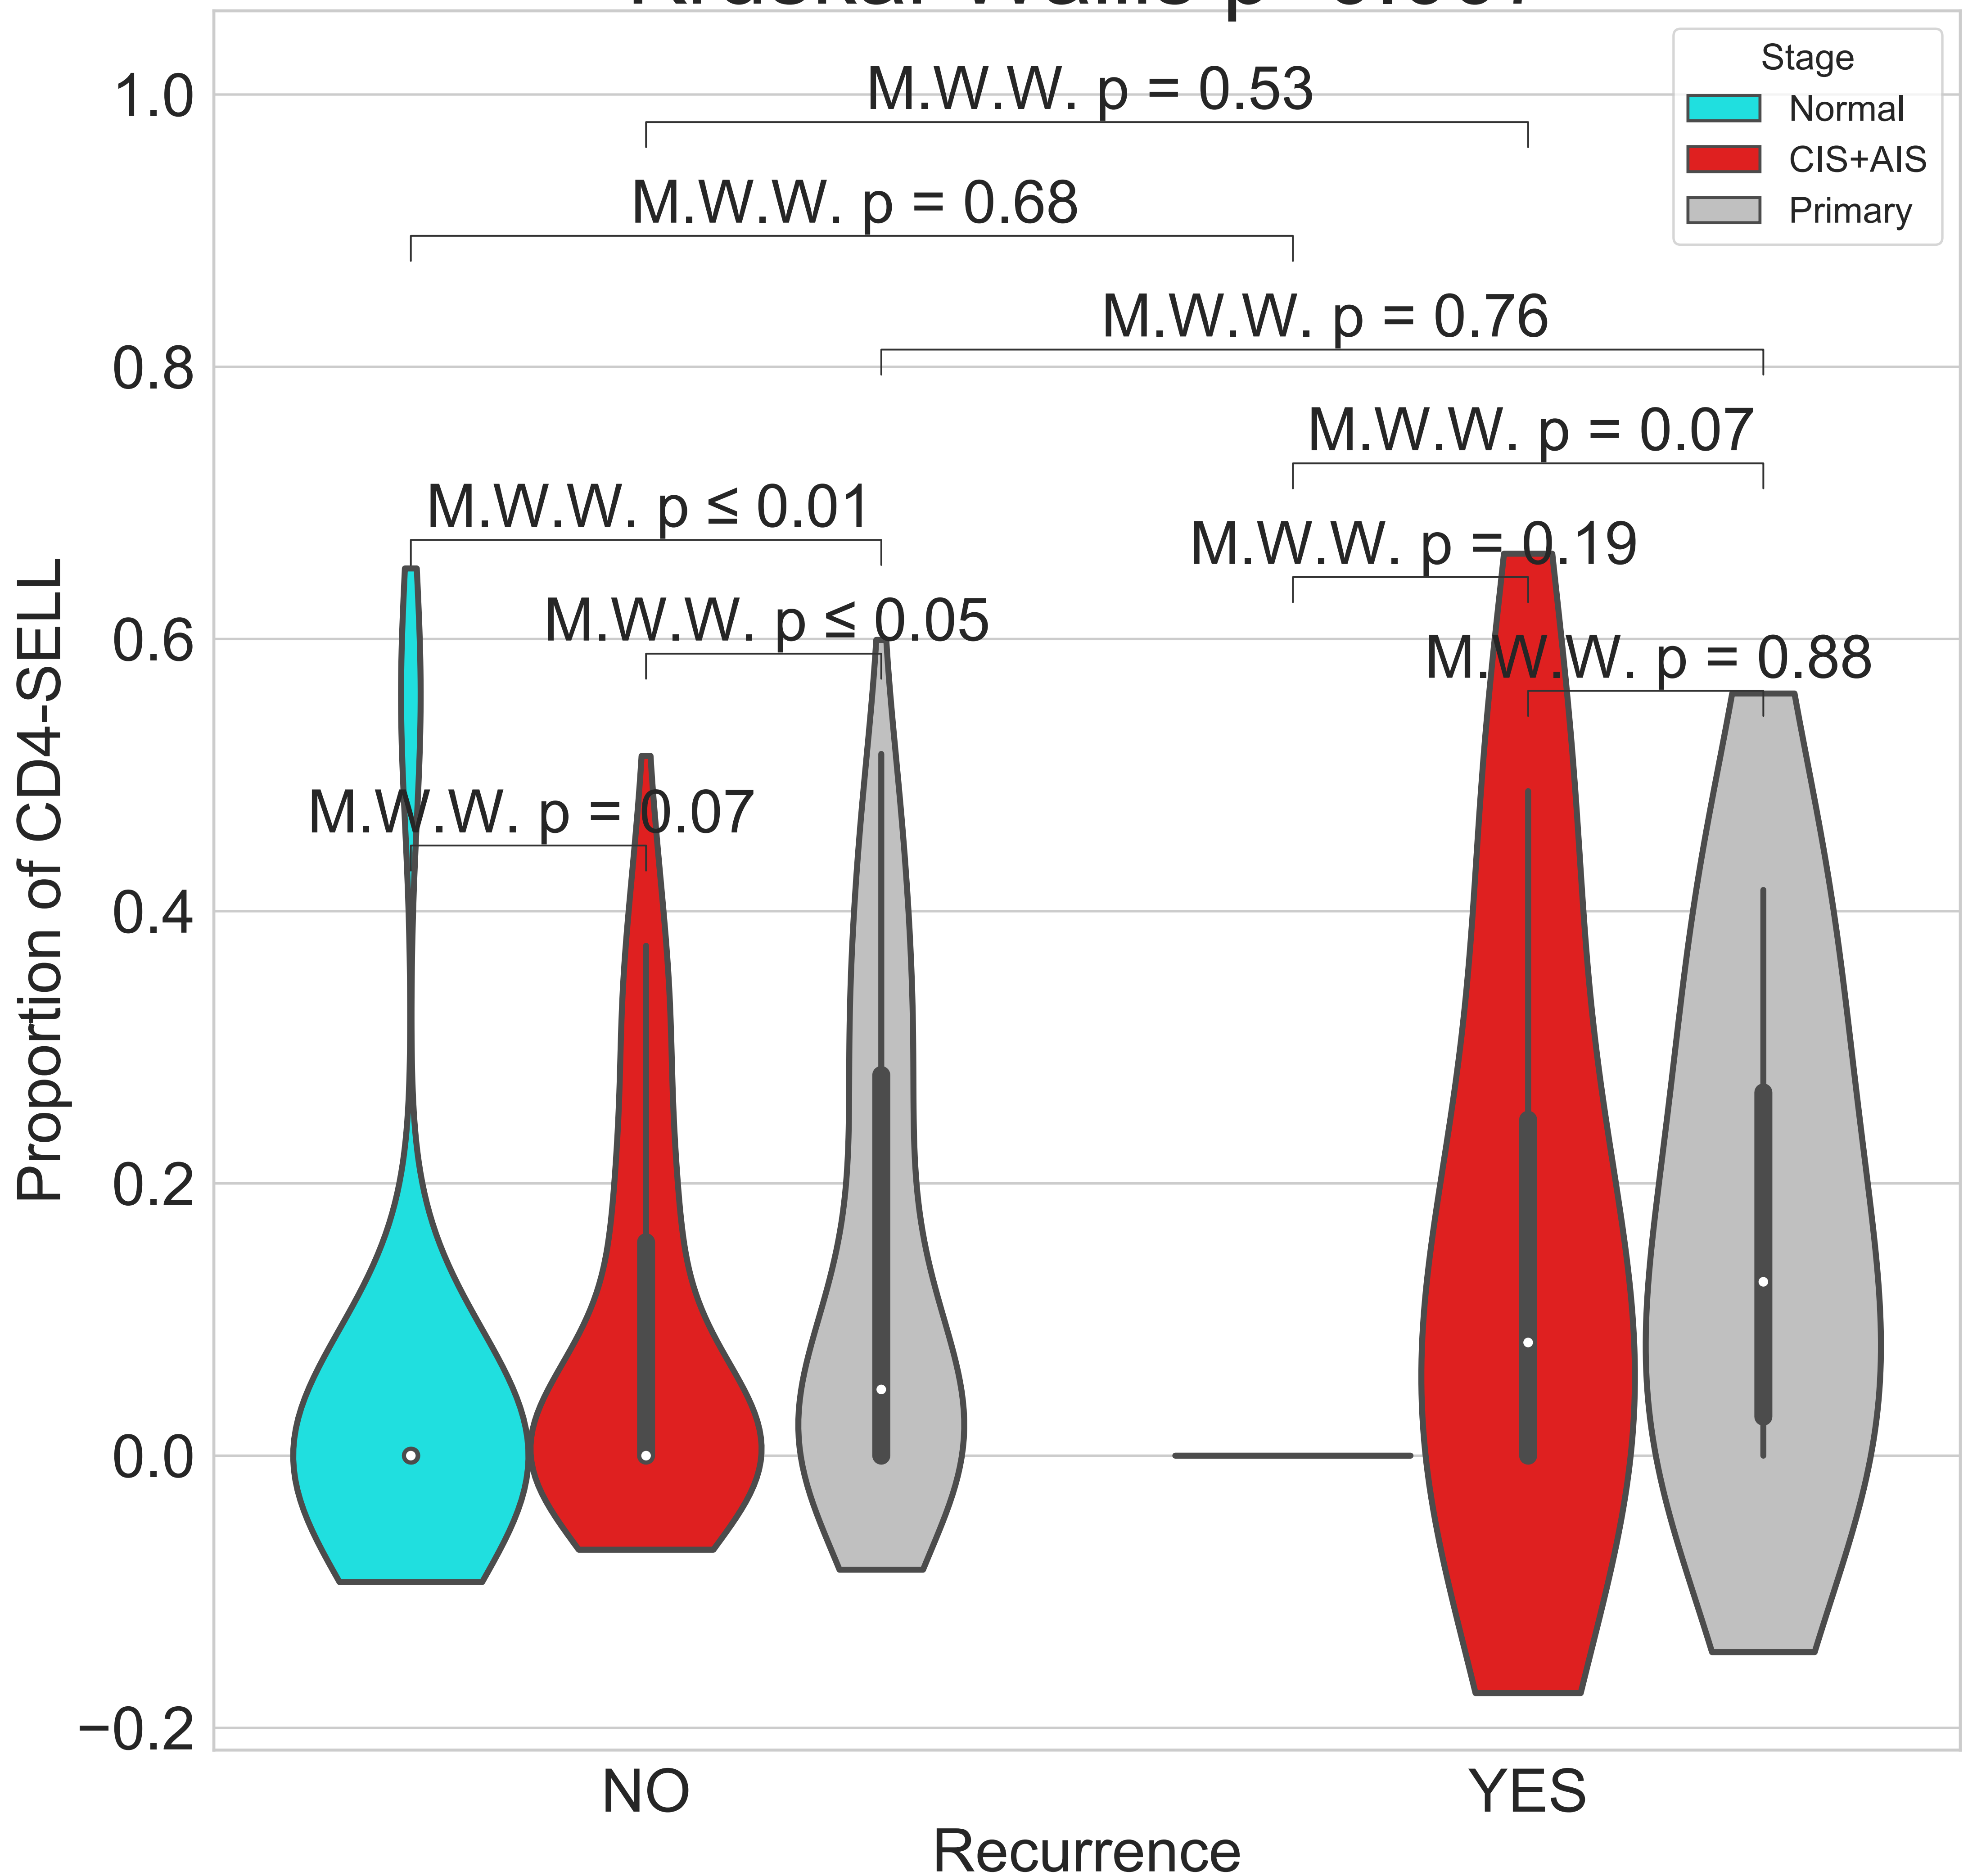 Stage
Normal
CIS+AIS
Primary
M.W.W. p = 0.53
M.W.W. p = 0.68
M.W.W. p = 0.76
M.W.W. p = 0.07
M.W.W. p ≤ 0.01
M.W.W. p = 0.19
M.W.W. p ≤ 0.05
M.W.W. p = 0.88
M.W.W. p = 0.07
Proportion of CD4-SELL
1.0
0.8
0.6
0.4
0.2
0.0
−0.2
NO
YES
Recurrence